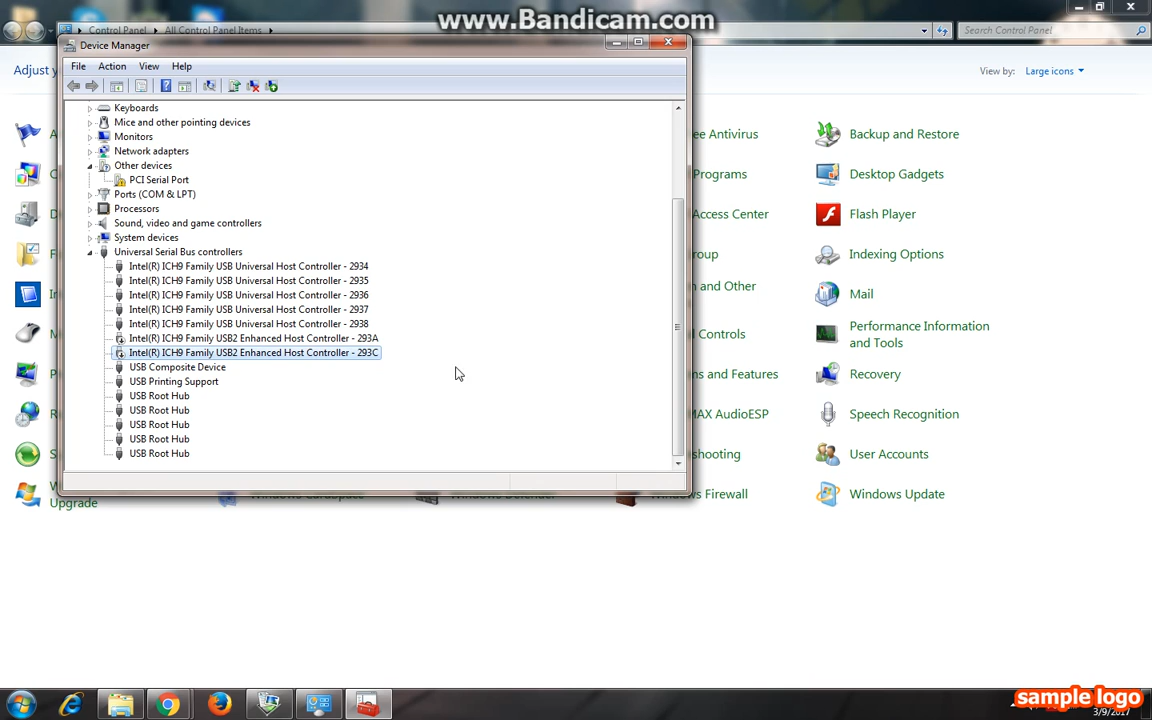 www.Bandicam.com
Control Panel
All Control Panel Items
Search Control Panel
Device Manager
File Action View Help
Adjust y
View by: Large icons
Keyboards
Mice and other pointing devices
Monitors
Network adapters
Other devices
PCI Serial Port
Ports (COM & LPT)
Processors
Sound, video and game controllers
System devices
Universal Serial Bus controllers
Intel(R) ICH9 Family USB Universal Host Controller - 2934
Intel(R) ICH9 Family USB Universal Host Controller - 2935
Intel(R) ICH9 Family USB Universal Host Controller - 2936
Intel(R) ICH9 Family USB Universal Host Controller - 2937
Intel(R) ICH9 Family USB Universal Host Controller - 2938
Intel(R) ICH9 Family USB2 Enhanced Host Controller - 293A
Intel(R) ICH9 Family USB2 Enhanced Host Controller - 293C
USB Composite Device
USB Printing Support
USB Root Hub
USB Root Hub
USB Root Hub
USB Root Hub
USB Root Hub
ee Antivirus
Programs
Access Center
roup
and Other
Controls
ns and Features
MAX AudioESP
shooting
ws Firewall
Backup and Restore
Desktop Gadgets
Flash Player
Indexing Options
Mail
Performance Information
and Tools
Recovery
Speech Recognition
User Accounts
Windows Update
Upgrade
sample logo
3/9/2017